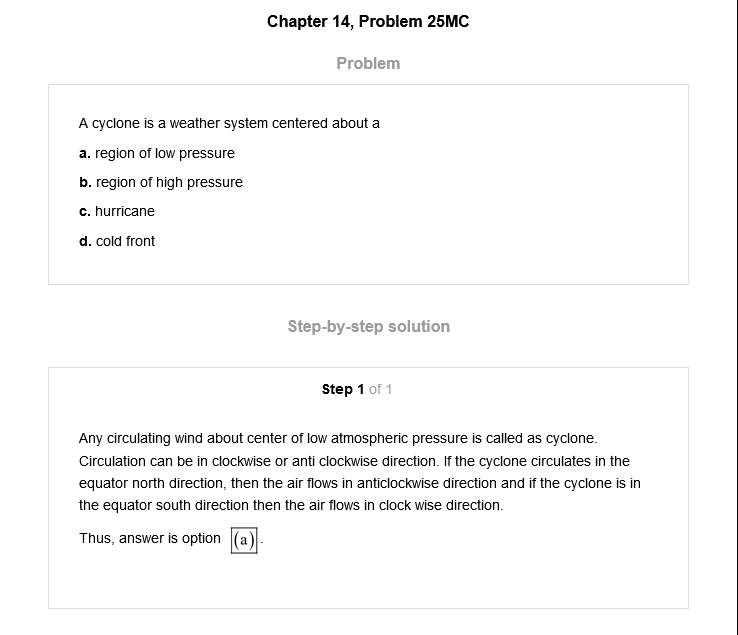 Chapter 14, Problem 25MC
Problem
A cyclone is a weather system centered about a
a. region of low pressure
b. region of high pressure
c. hurricane
d. cold front
Step-by-step solution
Step 1 of 1
Any circulating wind about center of low atmospheric pressure is called as cyclone.
Circulation can be in clockwise or anti clockwise direction. If the cyclone circulates in the
equator north direction, then the air flows in anticlockwise direction and if the cyclone is in
the equator south direction then the air flows in clock wise direction.
Thus, answer is option (a).